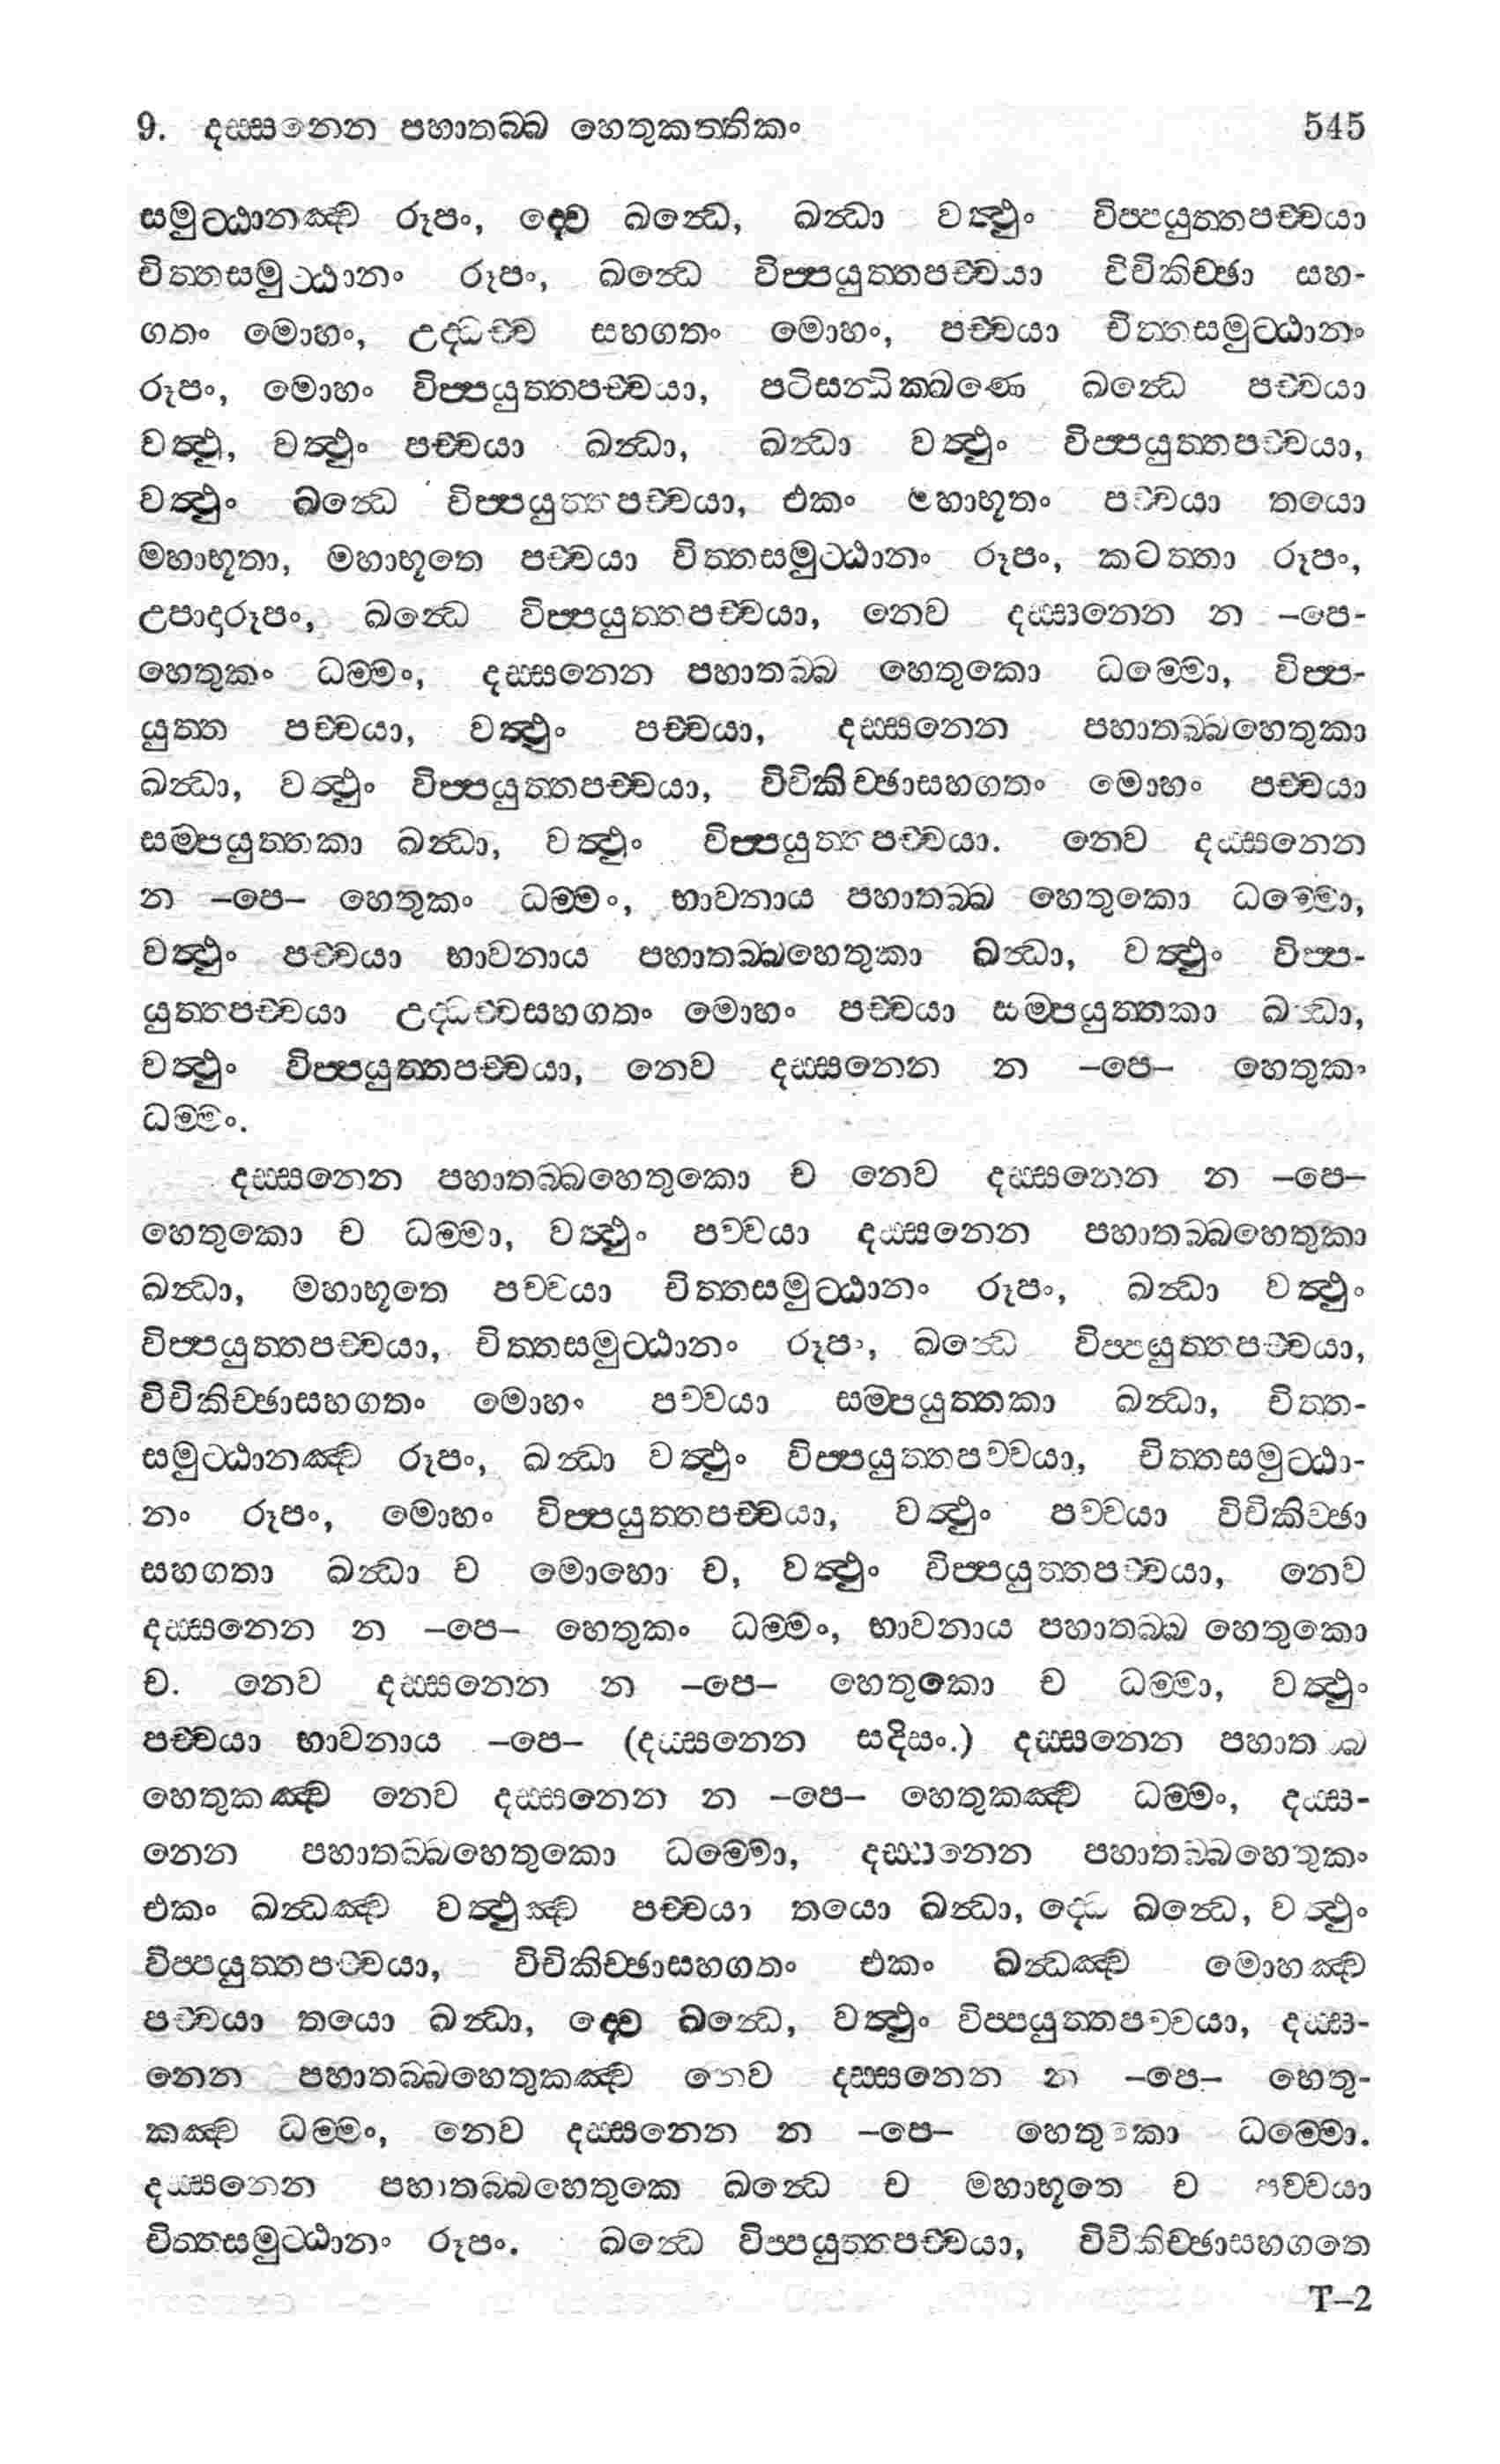 9. දස‍්සනෙන පහාතබ‍්බ හෙතුකත‍්තිකං 545
සමුට‍්ඨානඤ‍්ච රූපං, ද‍්වෙ ඛන්‍ධෙ, ඛන්‍ධා වත්‍ථුං විප‍්පයුත‍්තපච‍්චයා
චිත‍්තසමුට‍්ඨානං රූපං, ඛන්‍ධෙ විප‍්පයුත‍්තපච‍්චයා විචිකිච‍්ඡා සහ-
ගතං මොහං, උද‍්ධච‍්ච සහගතං මොහං, පච‍්චයා චිත‍්තසමුට‍්ඨානං
රූපං, මොහං විප‍්පයුත‍්තපච‍්චයා, පටිසන්‍ධික‍්ඛණෙ ඛන්‍ධෙ පච‍්චයා
වත්‍ථු, වත්‍ථුං පච‍්චයා ඛන්‍ධා, ඛන්‍ධා වත්‍ථුං විප‍්පයුත‍්තපච‍්චයා,
වත්‍ථුං ඛන්‍ධෙ විප‍්පයුත‍්තපච‍්චයා, එකං මහාභූතං පච‍්චයා තයො
මහාභූතා, මහාභූතෙ පච‍්චයා චිත‍්තසමුට‍්ඨානං රූපං, කටත‍්තා රූපං,
උපාදාරූපං, ඛන්‍ධෙ විප‍්පයුත‍්තපච‍්චයා, නෙව දස‍්සනෙන න –පෙ-
හෙතුකං ධම‍්මං, දස‍්සනෙන පහාතබ‍්බ හෙතුකො ධම‍්මො, විප‍්ප-
යුත‍්ත පච‍්චයා, වත්‍ථුං පච‍්චයා, දස‍්සනෙන පහාතබ‍්බහෙතුකා
ඛන්‍ධා, වත්‍ථුං විප‍්පයුත‍්තපච‍්චයා, විචිකිච‍්ඡාසහගතං මොහං පච‍්චයා
සම‍්පයුත‍්තකා ඛන්‍ධා, වත්‍ථුං විප‍්පයුත‍්තපච‍්චයා. නෙව දස‍්සනෙන
න –පෙ– හෙතුකං ධම‍්මං, භාවනාය පහාතබ‍්බ හෙතුකො ධම‍්මො,
වත්‍ථුං පච‍්චයා භාවනාය පහාතබ‍්බහෙතුකා ඛන්‍ධා, වත්‍ථුං විප‍්ප-
යුත‍්තපච‍්චයා උද‍්ධච‍්චසහගතං මොහං පච‍්චයා සම‍්පයුත‍්තකා ඛන්‍ධා,
වත්‍ථුං විප‍්පයුත‍්තපච‍්චයා, නෙව දස‍්සනෙන න –පෙ– හෙතුකං
ධම‍්මං.
දස‍්සනෙන පහාතබ‍්බහෙතුකො ච නෙව දස‍්සනෙන න –පෙ–
හෙතුකො ච ධම‍්මා, වත්‍ථුං පච‍්චයා දස‍්සනෙන පහාතබ‍්බහෙතුකා
ඛන්‍ධා, මහාභූතෙ පච‍්චයා චිත‍්තසමුට‍්ඨානං රූපං, ඛන්‍ධා වත්‍ථුං
විප‍්පයුත‍්තපච‍්චයා, චිත‍්තසමුට‍්ඨානං රූපං, ඛන්‍ධෙ විප‍්පයුත‍්තපච‍්චයා,
විචිකිච‍්ඡාසහගතං මොහං පච‍්චයා සම‍්පයුත‍්තකා ඛන්‍ධා, චිත‍්ත-
සමුට‍්ඨානඤ‍්ච රූපං, ඛන්‍ධා වත්‍ථුං විප‍්පයුත‍්තපච‍්චයා, චිත‍්තසමුට‍්ඨා-
නං රූපං, මොහං විප‍්පයුත‍්තපච‍්චයා, වත්‍ථුං පච‍්චයා විචිකිච‍්ඡා
සහගතා ඛන්‍ධා ච මොහො ච, වත්‍ථුං විප‍්පයුත‍්තපච‍්චයා, නෙව
දස‍්සනෙන න –පෙ– හෙතුකං ධම‍්මං, භාවනාය පහාතබ‍්බ හෙතුකො
ච. නෙව දස‍්සනෙන න –පෙ– හෙතුකො ච ධම‍්මා, වත්‍ථුං
පච‍්චයා භාවනාය –පෙ– (දස‍්සනෙන සදිසං.) දස‍්සනෙන පහාතබ‍්බ
හෙතුකඤ‍්ච නෙව දස‍්සනෙන න –පෙ– හෙතුකඤ‍්ච ධම‍්මං, දස‍්ස-
නෙන පහාතබ‍්බහෙතුකො ධම‍්මො, දස‍්සනෙන පහාතබ‍්බහෙතුකං
එකං ඛන්‍ධඤ‍්ච වත්‍ථුඤ‍්ච පච‍්චයා තයො ඛන්‍ධා, ද‍්වෙ ඛන්‍ධෙ, වත්‍ථුං
විප‍්පයුත‍්තපච‍්චයා, විචිකිච‍්ඡාසහගතං එකං ඛන්‍ධඤ‍්ච මොහඤ‍්ච
පච‍්චයා තයො ඛන්‍ධා, ද‍්වෙ ඛන්‍ධෙ, වත්‍ථුං විප‍්පයුත‍්තපච‍්චයා, දස‍්ස-
නෙන පහාතබ‍්බහෙතුකඤ‍්ච නෙව දස‍්සනෙන න –පෙ– හෙතු-
කඤ‍්ච ධම‍්මං, නෙව දස‍්සනෙන න –පෙ– හෙතුකො ධම‍්මො.
දස‍්සනෙන පහාතබ‍්බහෙතුකෙ ඛන්‍ධෙ ච මහාභූතෙ ච පච‍්චයා
චිත‍්තසමුට‍්ඨානං රූපං. ඛන්‍ධෙ විප‍්පයුත‍්තපච‍්චයා, විචිකිච‍්ඡාසහගතෙ
T–2